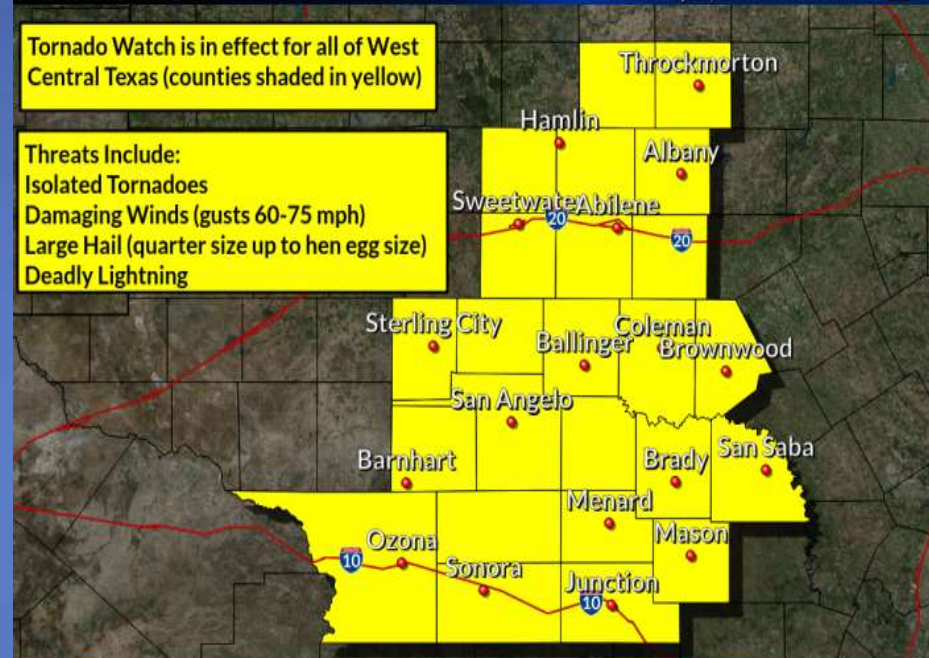 Tornado Watch is in effect for all of West
Central Texas (counties shaded in yellow)
Threats Include:
Isolated Tornadoes
Damaging Winds (gusts 60-75 mph)
Large Hail (quarter size up to hen egg size)
Deadly Lightning
Throckmorton
Hamlin
Albany
Sweetwater
Abilene
20
20
Sterling City
Coleman
Ballinger
Brownwood
San Angelo
Barnhart
Brady
San Saba
Menard
Mason
Ozona
10
Sonora
Junction
10